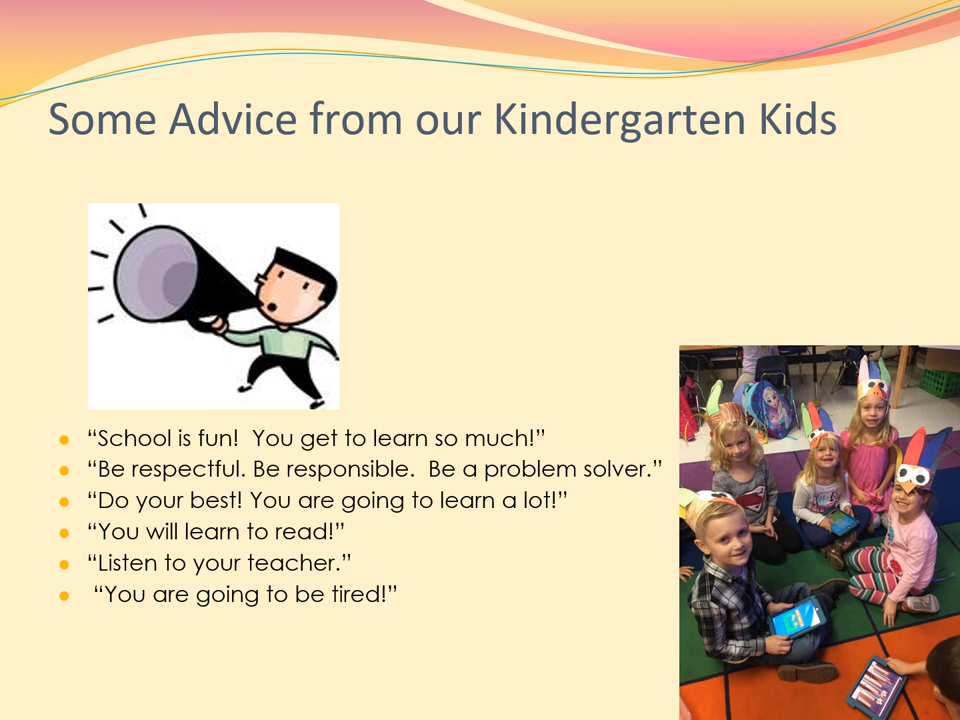 Some Advice from our Kindergarten Kids
“School is fun!  You get to learn so much!”
“Be respectful. Be responsible.  Be a problem solver.”
“Do your best! You are going to learn a lot!”
“You will learn to read!”
“Listen to your teacher.”
“You are going to be tired!”